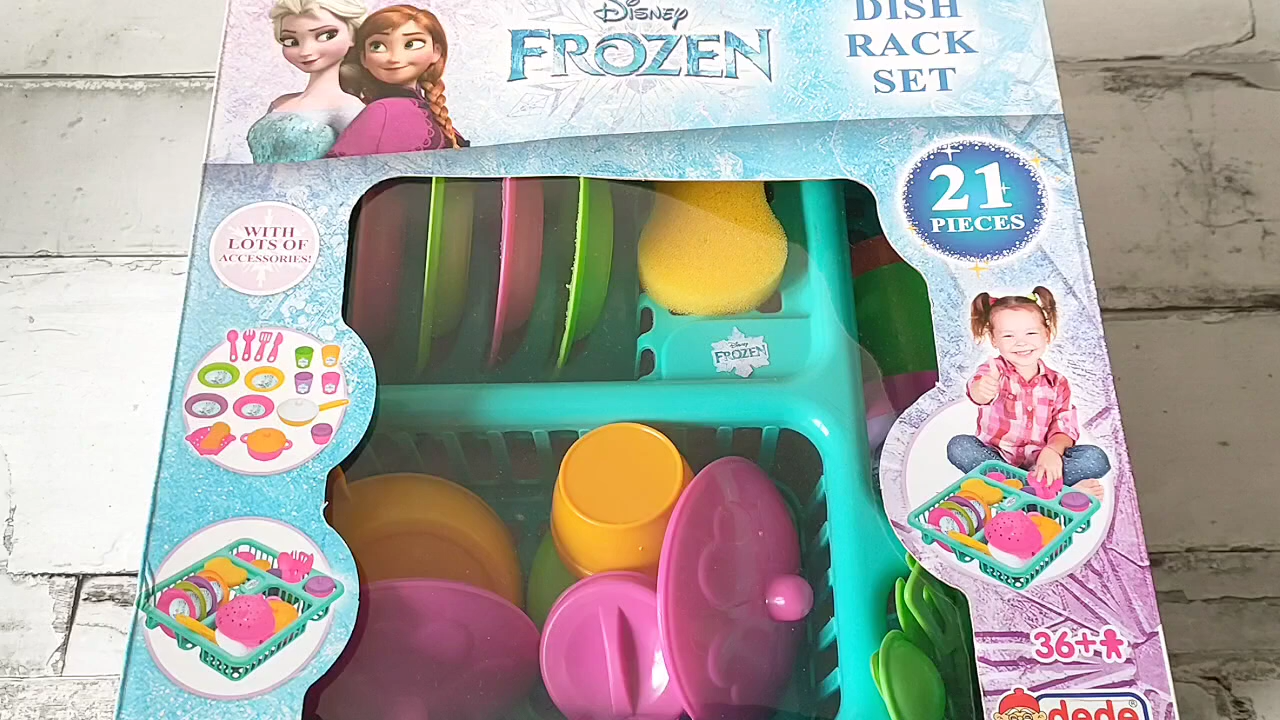 Disney
FROZEN
DISH
RACK
SET
21
PIECES
WITH
LOTS OF
ACCESSORIES!
Disney
FROZEN
36+
dede